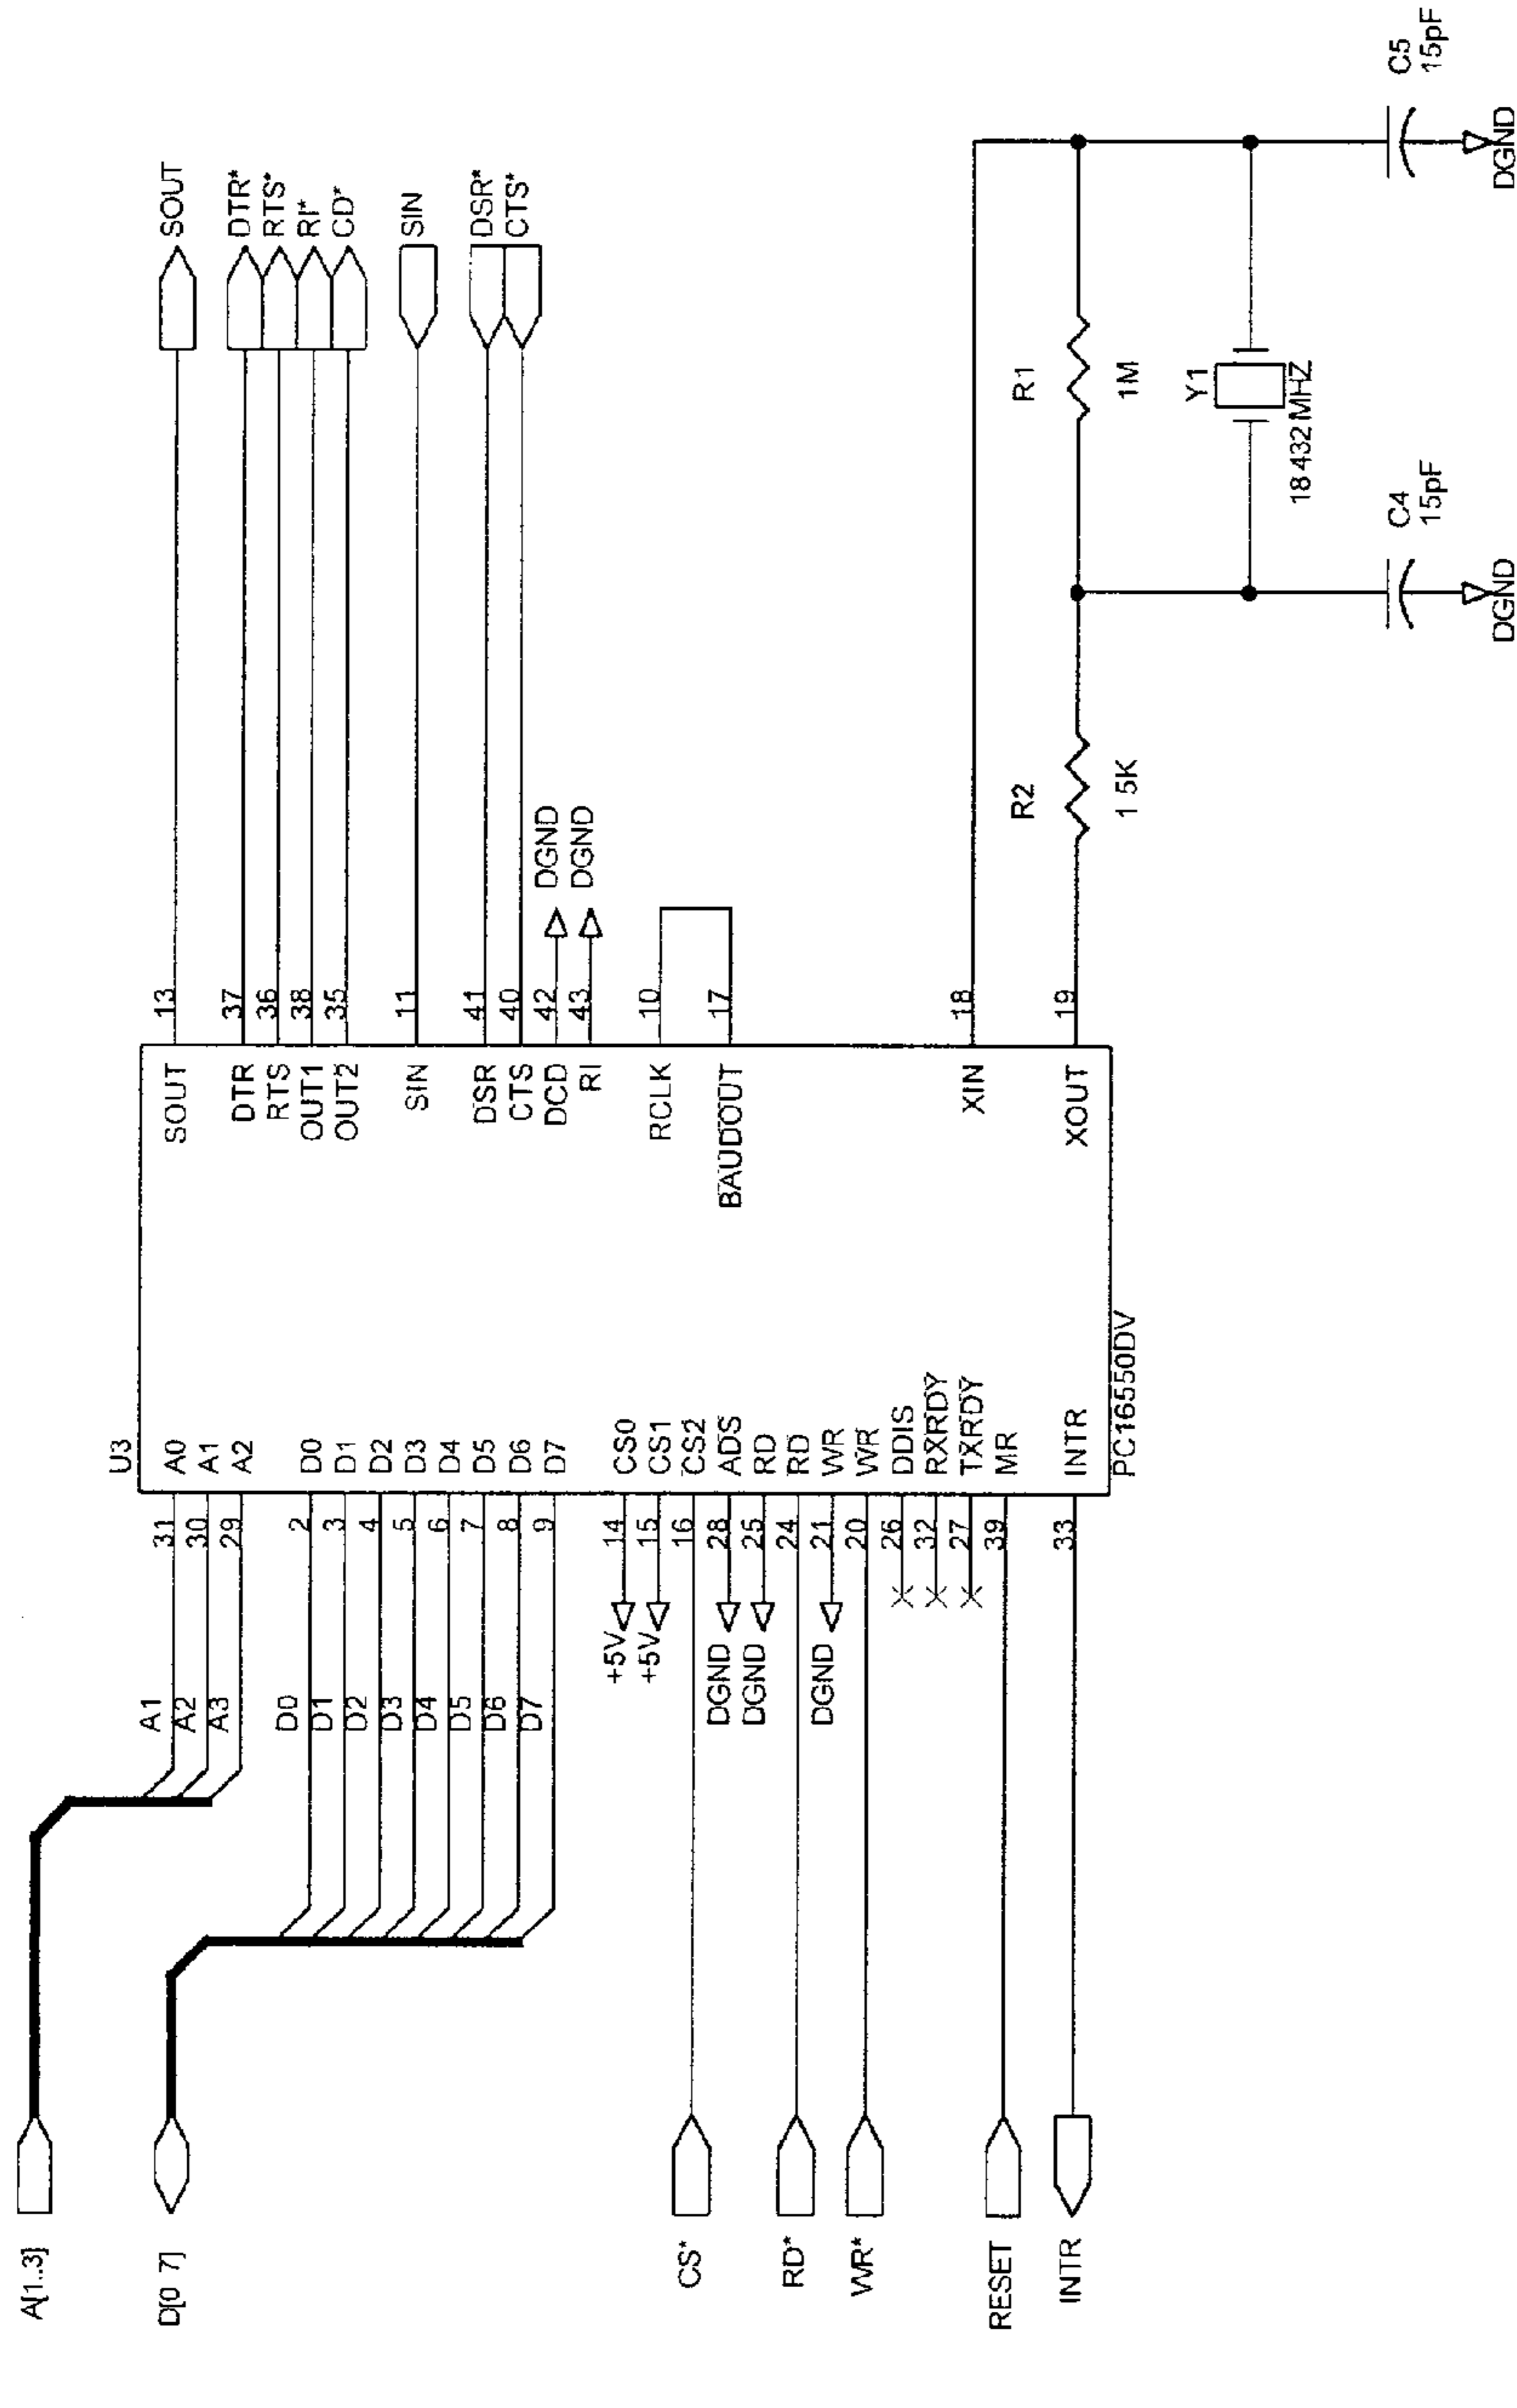 A[1..3]
D[0 7]
CS*
RD*
WR*
RESET
INTR
A1
A2
A3
D0
D1
D2
D3
D4
D5
D6
D7
+5V
+5V
DGND
DGND
DGND
31
30
29
2
3
4
5
6
7
8
9
14
15
16
28
25
24
21
20
26
32
27
39
33
U3
A0
A1
A2
D0
D1
D2
D3
D4
D5
D6
D7
CS0
CS1
CS2
ADS
RD
RD
WR
WR
DDIS
RXRDY
TXRDY
MR
INTR
PC16550DV
SOUT
DTR
RTS
OUT1
OUT2
SIN
DSR
CTS
DCD
RI
RCLK
BAUDOUT
XIN
XOUT
13
37
36
38
35
11
41
40
42
43
10
17
18
19
DGND
DGND
SOUT
DTR*
RTS*
RI*
CD*
SIN
DSR*
CTS*
R2
1 5K
R1
1M
Y1
18 432 MHZ
C4
15pF
DGND
C5
15pF
DGND